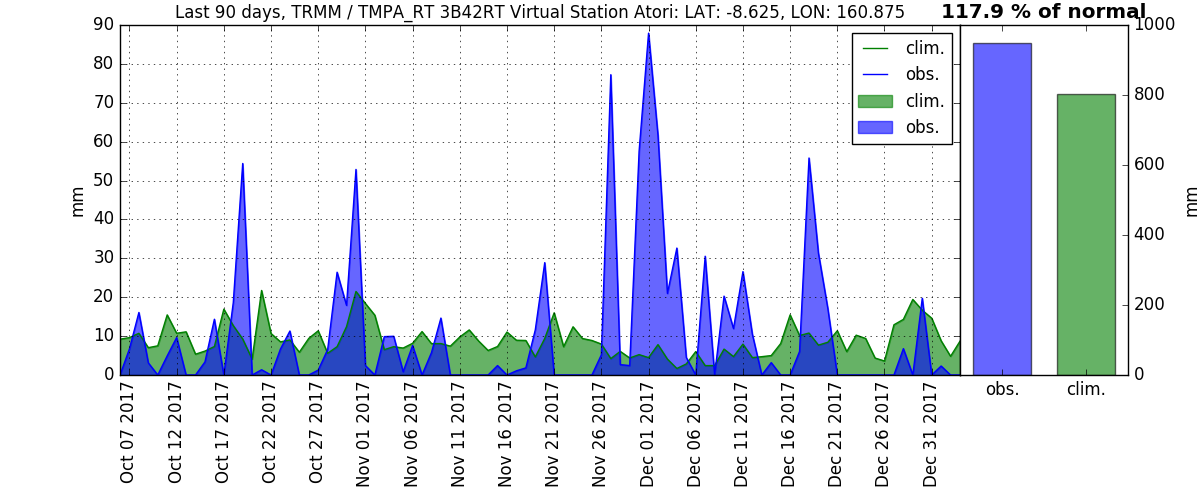 Last 90 days, TRMM / TMPA_RT 3B42RT Virtual Station Atori: LAT: -8.625, LON: 160.875
117.9 % of normal
90
80
70
60
50
40
30
20
10
0
mm
clim.
obs.
clim.
obs.
1000
800
600
400
200
0
mm
Oct 07 2017
Oct 12 2017
Oct 17 2017
Oct 22 2017
Oct 27 2017
Nov 01 2017
Nov 06 2017
Nov 11 2017
Nov 16 2017
Nov 21 2017
Nov 26 2017
Dec 01 2017
Dec 06 2017
Dec 11 2017
Dec 16 2017
Dec 21 2017
Dec 26 2017
Dec 31 2017
obs.
clim.